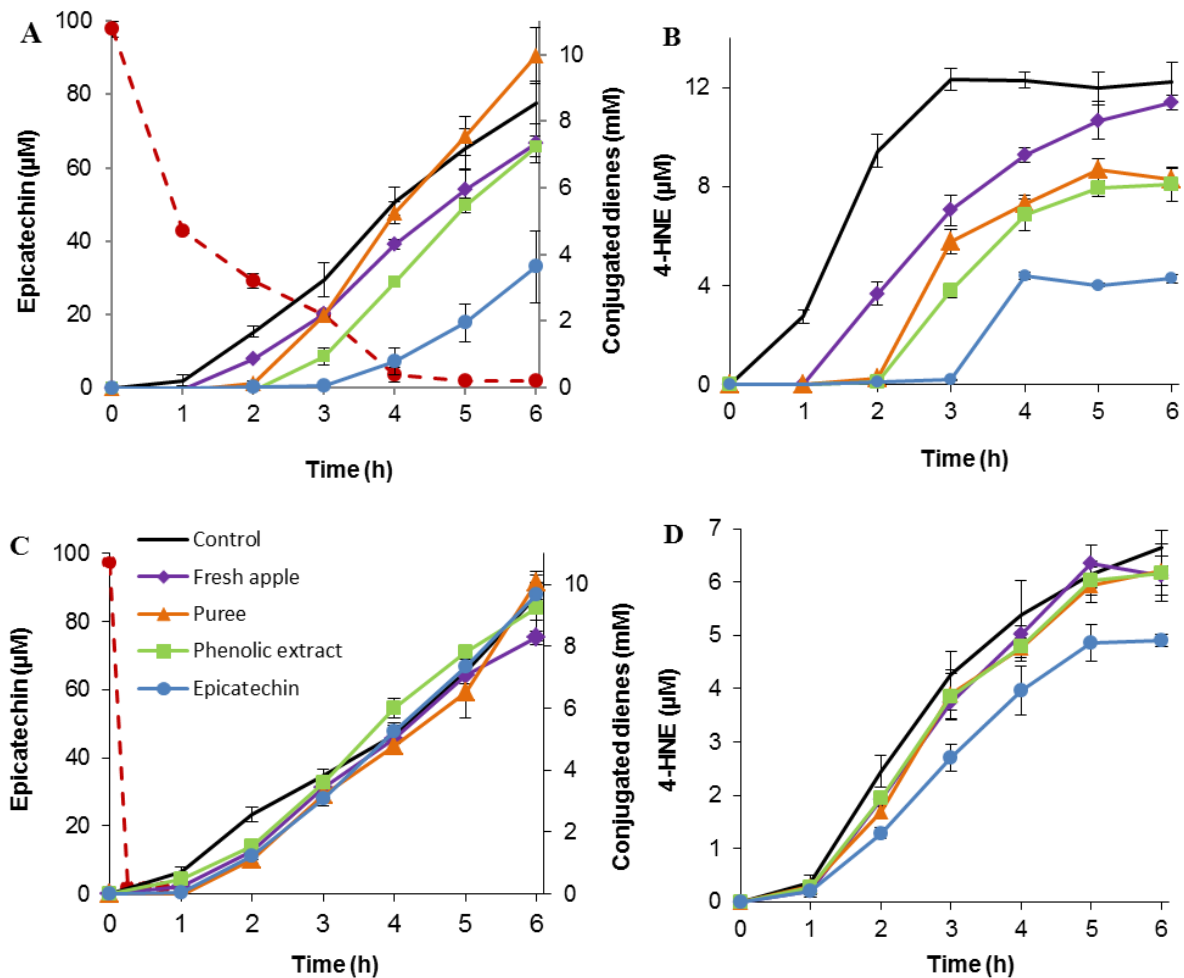 A
Epicatechin (µM)
100
80
60
40
20
0
0 1 2 3 4 5 6
Time (h)
10
8
6
4
2
0
Conjugated dienes (mM)
B
4-HNE (µM)
12
8
4
0
0 1 2 3 4 5 6
Time (h)
C
Epicatechin (µM)
100
80
60
40
20
0
Control
Fresh apple
Puree
Phenolic extract
Epicatechin
0 1 2 3 4 5 6
Time (h)
10
8
6
4
2
0
Conjugated dienes (mM)
D
4-HNE (µM)
7
6
5
4
3
2
1
0
0 1 2 3 4 5 6
Time (h)